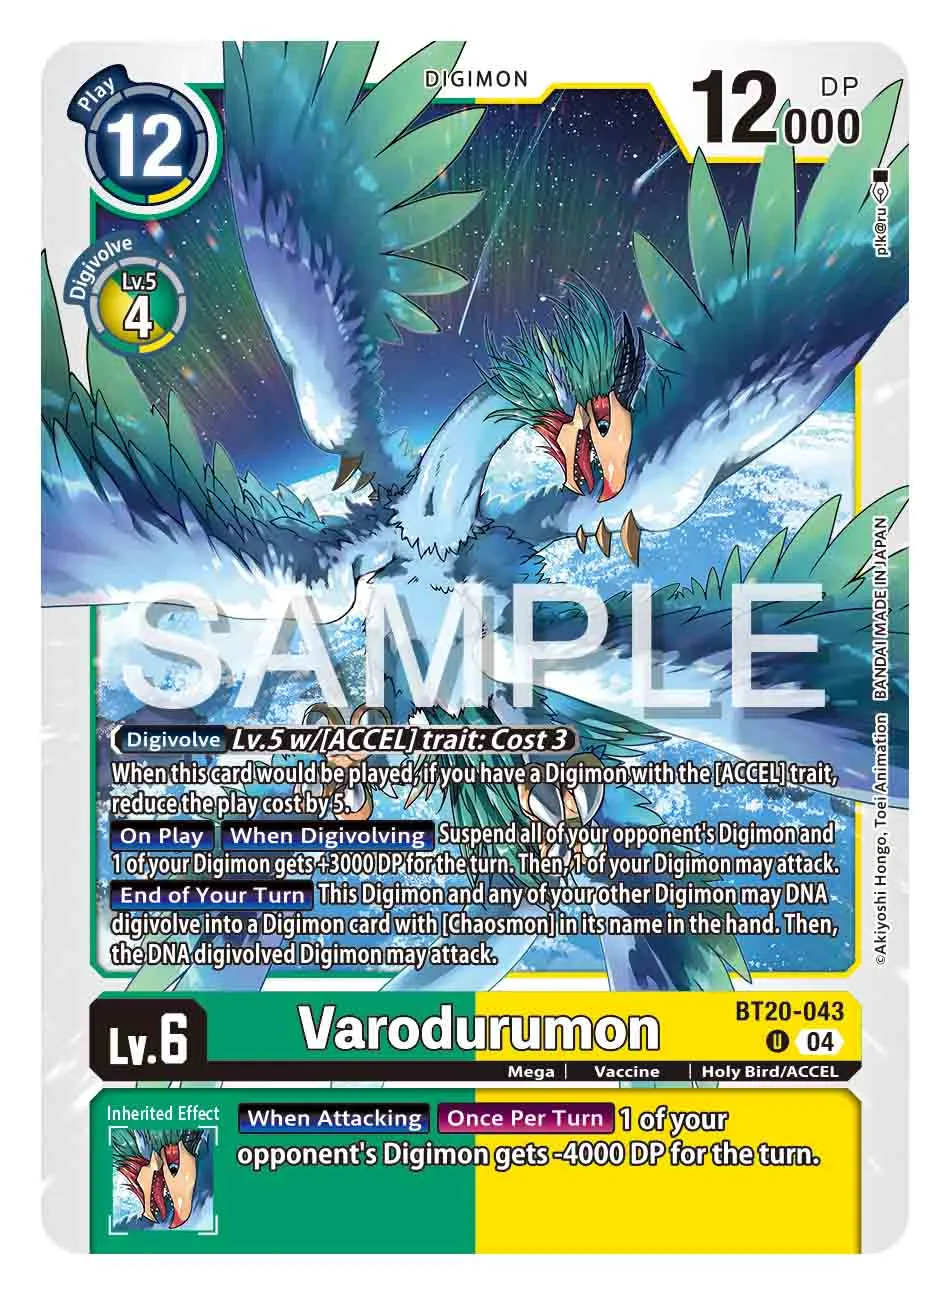 Play
12
DIGIMON
12000
DP
Digivolve
Lv.5
4
p!k@ru
SAMPLE
©Akiyoshi Hongo, Toei Animation BANDAI MADE IN JAPAN
Digivolve Lv.5 w/[ACCEL] trait: Cost 3
When this card would be played, if you have a Digimon with the [ACCEL] trait,
reduce the play cost by 5.
On Play When Digivolving Suspend all of your opponent's Digimon and
1 of your Digimon gets +3000 DP for the turn. Then, 1 of your Digimon may attack.
End of Your Turn This Digimon and any of your other Digimon may DNA
digivolve into a Digimon card with [Chaosmon] in its name in the hand. Then,
the DNA digivolved Digimon may attack.
Lv.6
Varodurumon
BT20-043
U 04
Mega | Vaccine | Holy Bird/ACCEL
Inherited Effect
When Attacking Once Per Turn 1 of your
opponent's Digimon gets -4000 DP for the turn.